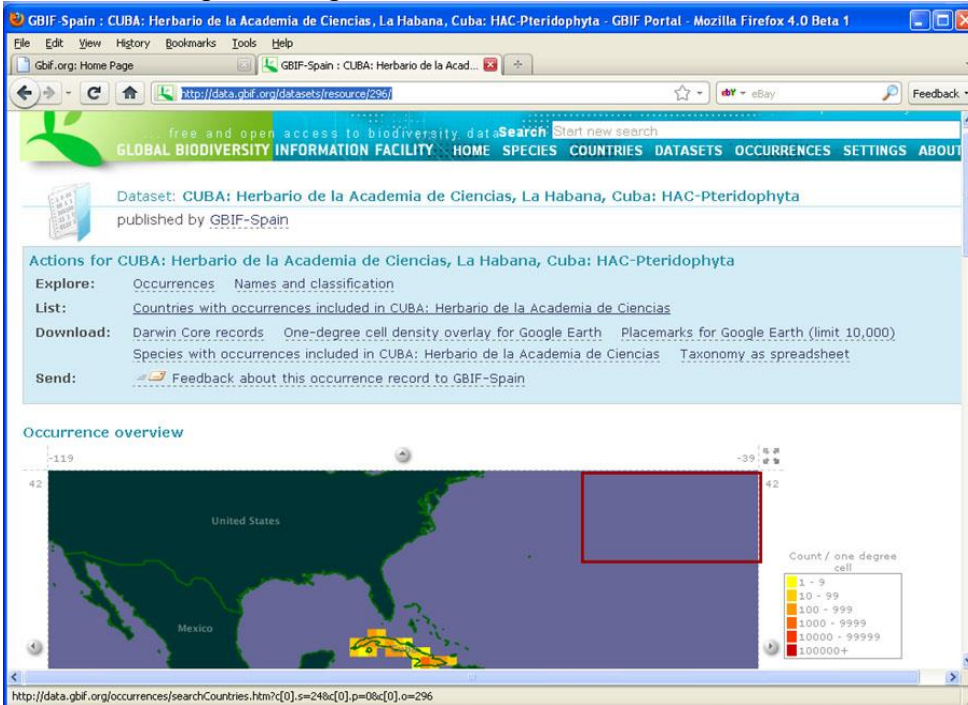 GBIF-Spain : CUBA: Herbario de la Academia de Ciencias, La Habana, Cuba: HAC-Pteridophyta - GBIF Portal - Mozilla Firefox 4.0 Beta 1
File Edit View History Bookmarks Tools Help
Gbif.org: Home Page GBIF-Spain : CUBA: Herbario de la Acad...
http://data.gbif.org/datasets/resource/296/ ebY eBay Feedback
... free and open access to biodiversity data Search Start new search
GLOBAL BIODIVERSITY INFORMATION FACILITY HOME SPECIES COUNTRIES DATASETS OCCURRENCES SETTINGS ABOUT
Dataset: CUBA: Herbario de la Academia de Ciencias, La Habana, Cuba: HAC-Pteridophyta
published by GBIF-Spain
Actions for CUBA: Herbario de la Academia de Ciencias, La Habana, Cuba: HAC-Pteridophyta
Explore: Occurrences Names and classification
List: Countries with occurrences included in CUBA: Herbario de la Academia de Ciencias
Download: Darwin Core records One-degree cell density overlay for Google Earth Placemarks for Google Earth (limit 10,000)
Species with occurrences included in CUBA: Herbario de la Academia de Ciencias Taxonomy as spreadsheet
Send: Feedback about this occurrence record to GBIF-Spain
Occurrence overview
-119 -39
42 42
United States
Count / one degree cell
1 - 9
10 - 99
100 - 999
1000 - 9999
10000 - 99999
100000+
Mexico
http://data.gbif.org/occurrences/searchCountries.htm?c[0].s=24&c[0].p=0&c[0].o=296